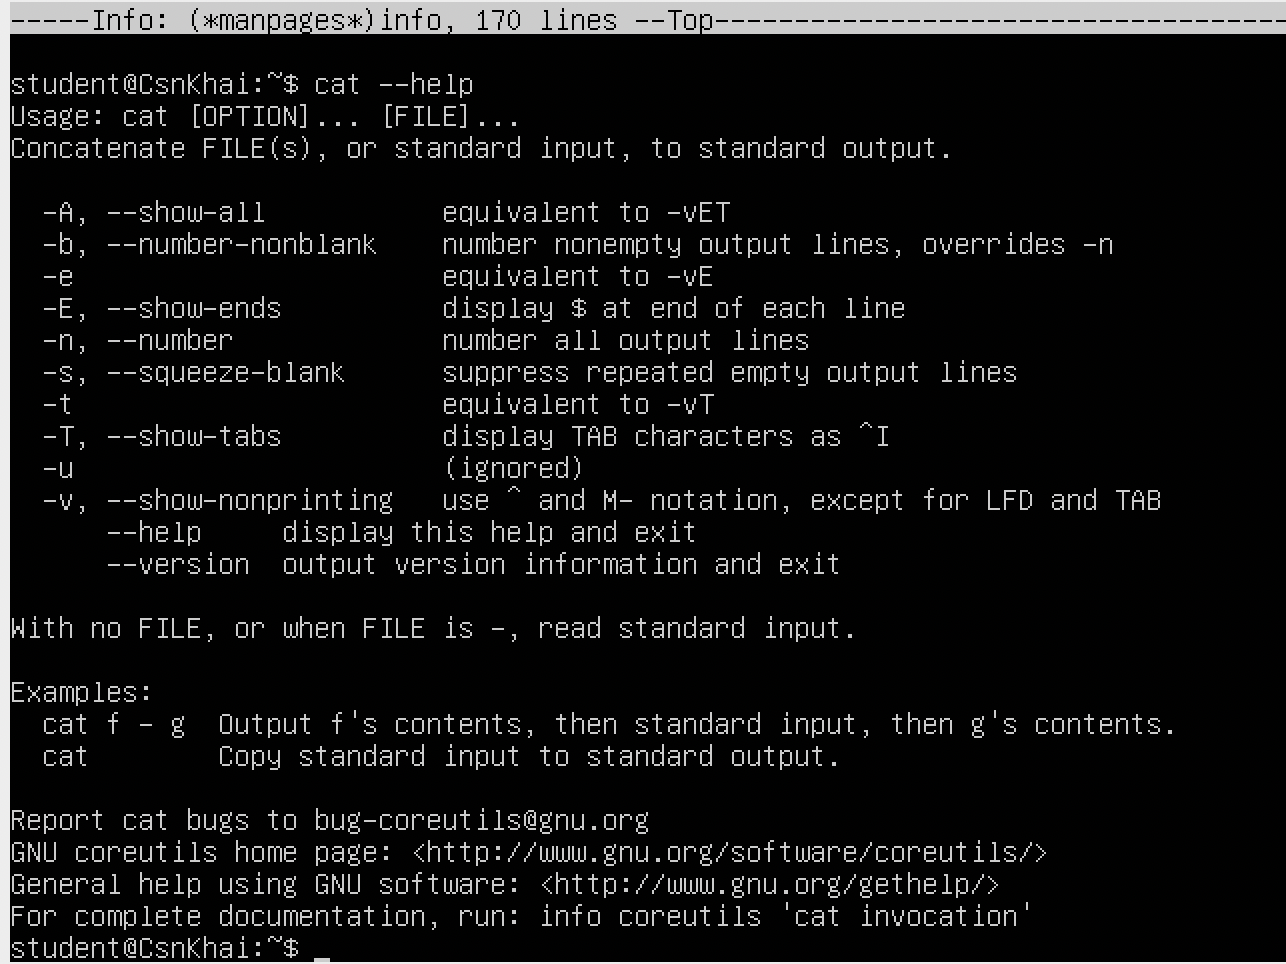 -----Info: (*manpages*)info, 170 lines --Top------------------------------------
student@CsnKhai:~$ cat --help
Usage: cat [OPTION]... [FILE]...
Concatenate FILE(s), or standard input, to standard output.
  -A, --show-all           equivalent to -vET
  -b, --number-nonblank    number nonempty output lines, overrides -n
  -e                       equivalent to -vE
  -E, --show-ends          display $ at end of each line
  -n, --number             number all output lines
  -s, --squeeze-blank      suppress repeated empty output lines
  -t                       equivalent to -vT
  -T, --show-tabs          display TAB characters as ^I
  -u                       (ignored)
  -v, --show-nonprinting   use ^ and M- notation, except for LFD and TAB
      --help     display this help and exit
      --version  output version information and exit
With no FILE, or when FILE is -, read standard input.
Examples:
  cat f - g  Output f's contents, then standard input, then g's contents.
  cat        Copy standard input to standard output.
Report cat bugs to bug-coreutils@gnu.org
GNU coreutils home page: <http://www.gnu.org/software/coreutils/>
General help using GNU software: <http://www.gnu.org/gethelp/>
For complete documentation, run: info coreutils 'cat invocation'
student@CsnKhai:~$ _